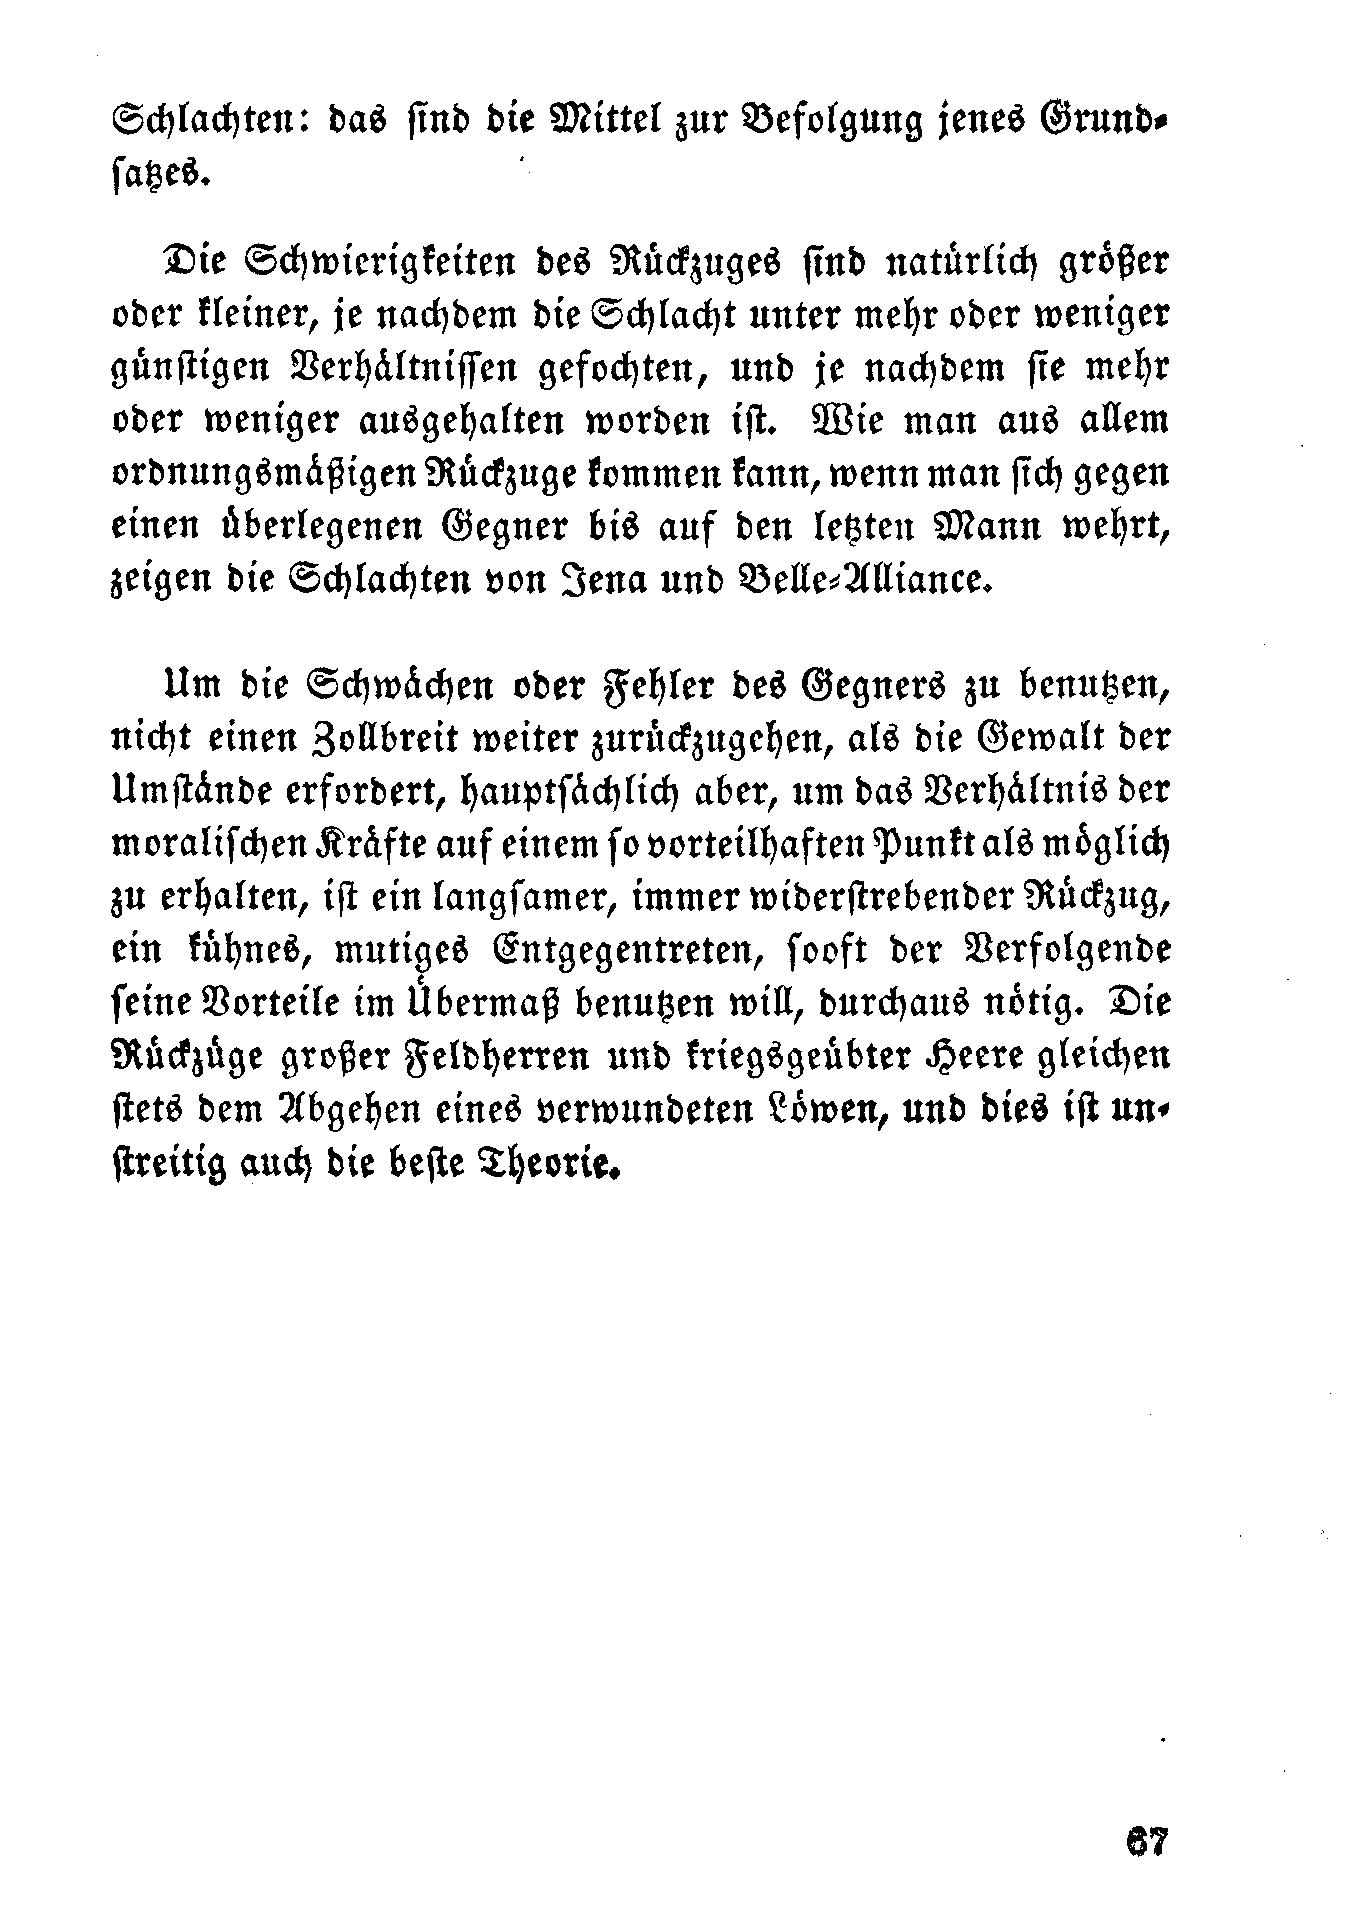 Schlachten: das sind die Mittel zur Befolgung jenes Grund-
satzes.
Die Schwierigkeiten des Rückzuges sind natürlich größer
oder kleiner, je nachdem die Schlacht unter mehr oder weniger
günstigen Verhältnissen gefochten, und je nachdem sie mehr
oder weniger ausgehalten worden ist. Wie man aus allem
ordnungsmäßigen Rückzuge kommen kann, wenn man sich gegen
einen überlegenen Gegner bis auf den letzten Mann wehrt,
zeigen die Schlachten von Jena und Belle-Alliance.
Um die Schwächen oder Fehler des Gegners zu benutzen,
nicht einen Zollbreit weiter zurückzugehen, als die Gewalt der
Umstände erfordert, hauptsächlich aber, um das Verhältnis der
moralischen Kräfte auf einem so vorteilhaften Punkt als möglich
zu erhalten, ist ein langsamer, immer widerstrebender Rückzug,
ein kühnes, mutiges Entgegentreten, sooft der Verfolgende
seine Vorteile im Übermaß benutzen will, durchaus nötig. Die
Rückzüge großer Feldherren und kriegsgeübter Heere gleichen
stets dem Abgehen eines verwundeten Löwen, und dies ist un-
streitig auch die beste Theorie.
67